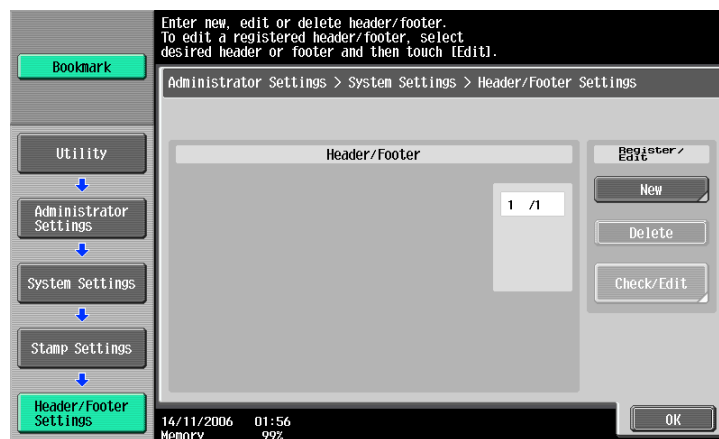 Enter new, edit or delete header/footer.
To edit a registered header/footer, select
desired header or footer and then touch [Edit].
Bookmark
Administrator Settings > System Settings > Header/Footer Settings
Utility
Administrator
Settings
System Settings
Stamp Settings
Header/Footer
Settings
Header/Footer
1 /1
Register/
Edit
New
Delete
Check/Edit
14/11/2006 01:56
Memory 99%
OK